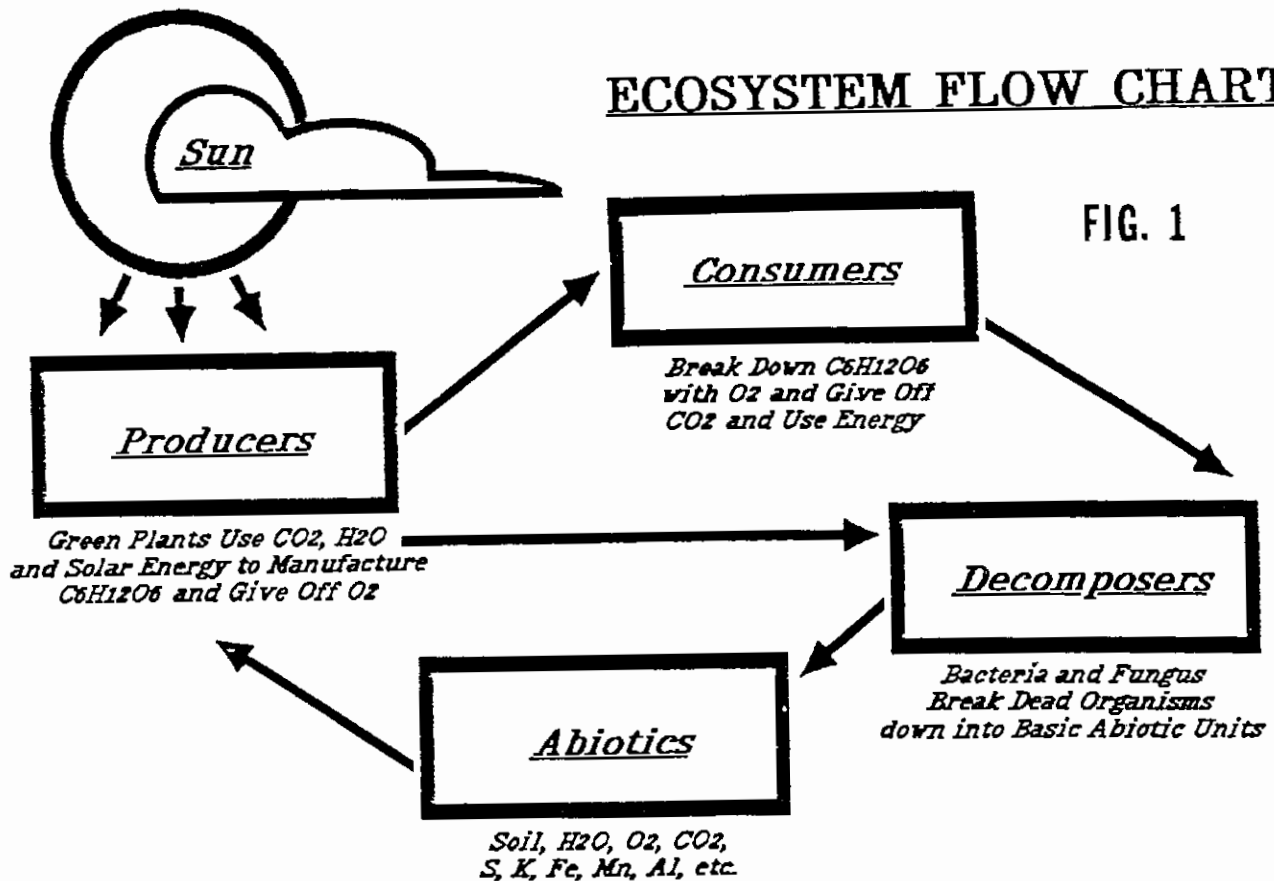 ECOSYSTEM FLOW CHART
Sun
FIG. 1
Consumers
Break Down C6H12O6
with O2 and Give Off
CO2 and Use Energy
Producers
Green Plants Use CO2, H2O
and Solar Energy to Manufacture
C6H12O6 and Give Off O2
Decomposers
Bacteria and Fungus
Break Dead Organisms
down into Basic Abiotic Units
Abiotics
Soil, H2O, O2, CO2,
S, K, Fe, Mn, Al, etc.